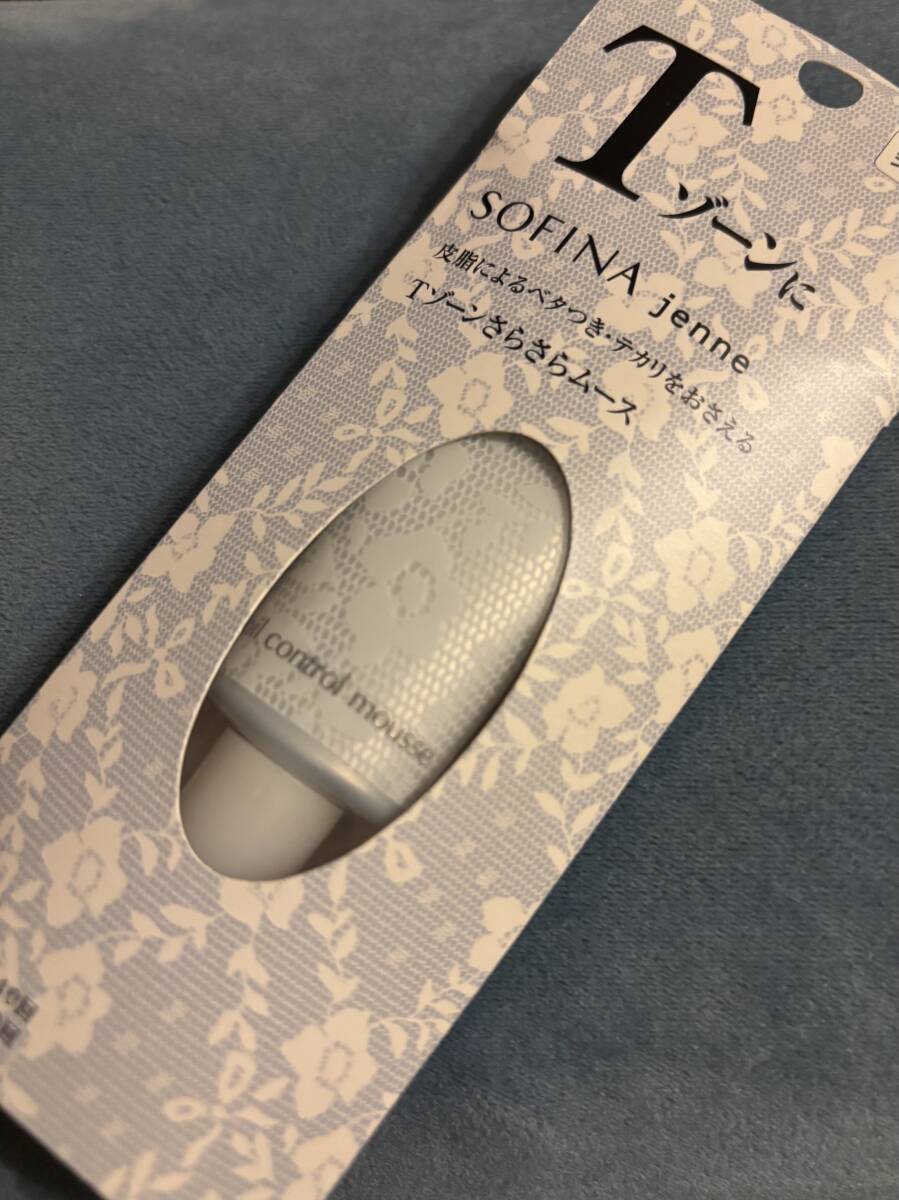 Tゾーンに
SOFINA jenne
皮脂によるベタつき・テカリをおさえる
Tゾーンさらさらムース
control mousse